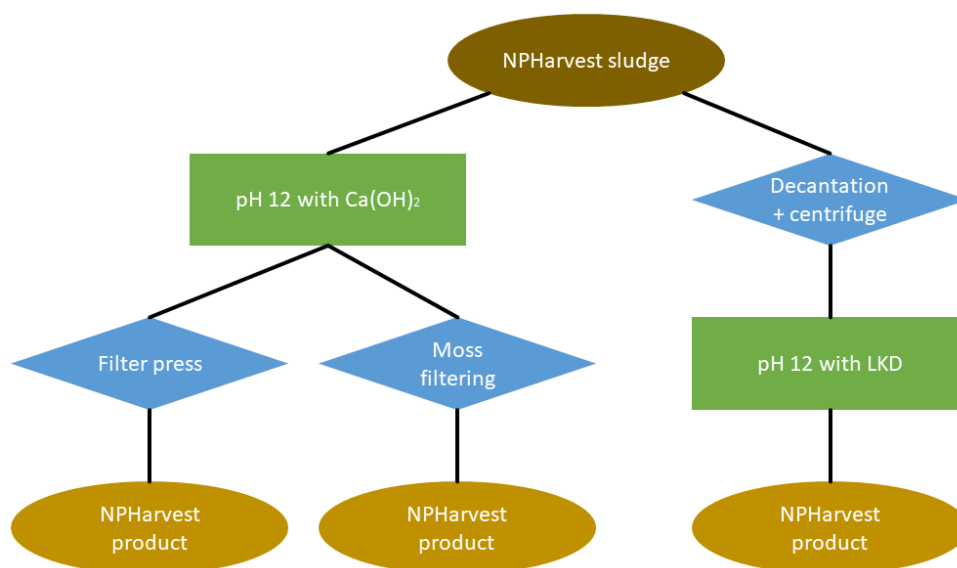 NPHarvest sludge
pH 12 with Ca(OH)₂
Decantation
+ centrifuge
Filter press
Moss
filtering
pH 12 with LKD
NPHarvest
product
NPHarvest
product
NPHarvest
product